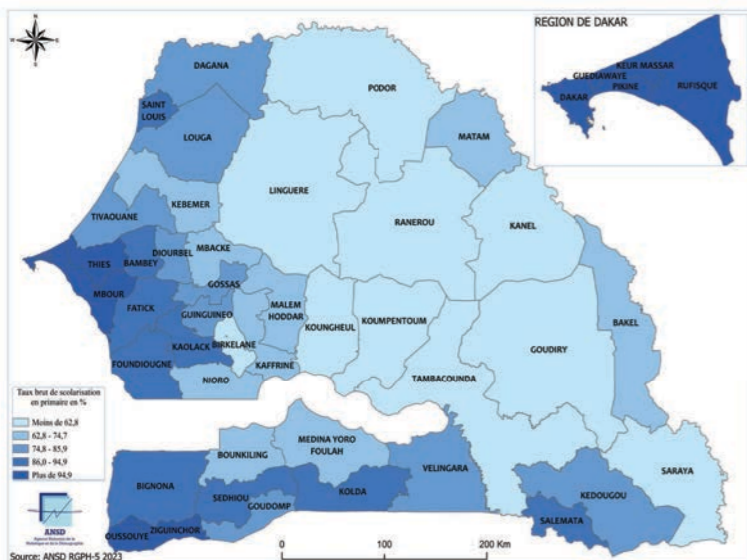 REGION DE DAKAR
KEUR MASSAR
GUEDIAWAYE
PIKINE
RUFISQUE
DAKAR
DAGANA
PODOR
SAINT
LOUIS
LOUGA
MATAM
LINGUERE
KEBEMER
RANEROU
KANEL
TIVAOUANE
MBACKE
DIOURBEL
THIES
BAMBEY
GOSSAS
MBOUR
FATICK
GUINGUINEO
MALEM
HODDAR
KOUNGHEUL
KOUMPENTOUM
BAKEL
GOUDIRY
KAOLACK
BIRKELANE
FOUNDIOUGNE
KAFFRINE
NIORO
TAMBACOUNDA
Taux brut de scolarisation
en primaire en %
Moins de 62,8
62,8 - 74,7
74,8 - 85,9
86,0 - 94,9
Plus de 94,9
MEDINA YORO
FOULAH
BOUNKILING
VELINGARA
SARAYA
BIGNONA
SEDHIOU
KOLDA
GOUDOMP
KEDOUGOU
SALEMATA
OUSSOUYE
ZIGUINCHOR
ANSD
0 100 200 Km
Source: ANSD RGPH-5 2023